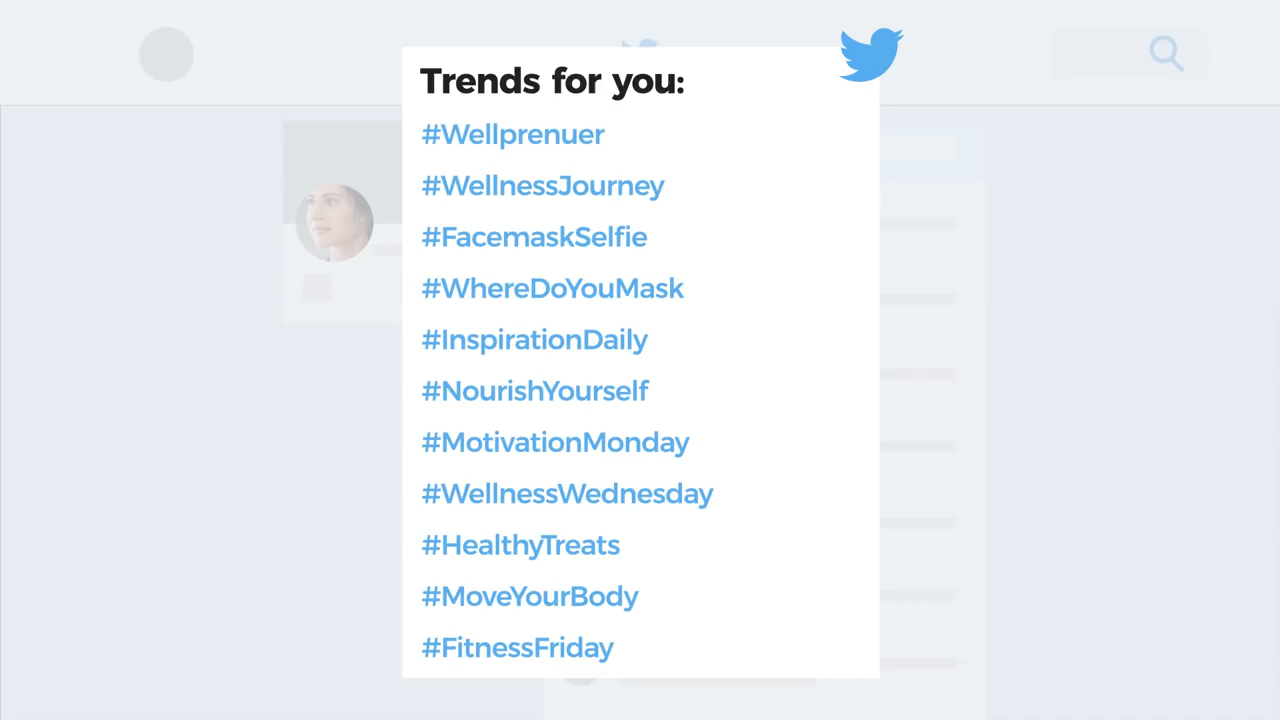 Trends for you:
#Wellprenuer
#WellnessJourney
#FacemaskSelfie
#WhereDoYouMask
#InspirationDaily
#NourishYourself
#MotivationMonday
#WellnessWednesday
#HealthyTreats
#MoveYourBody
#FitnessFriday